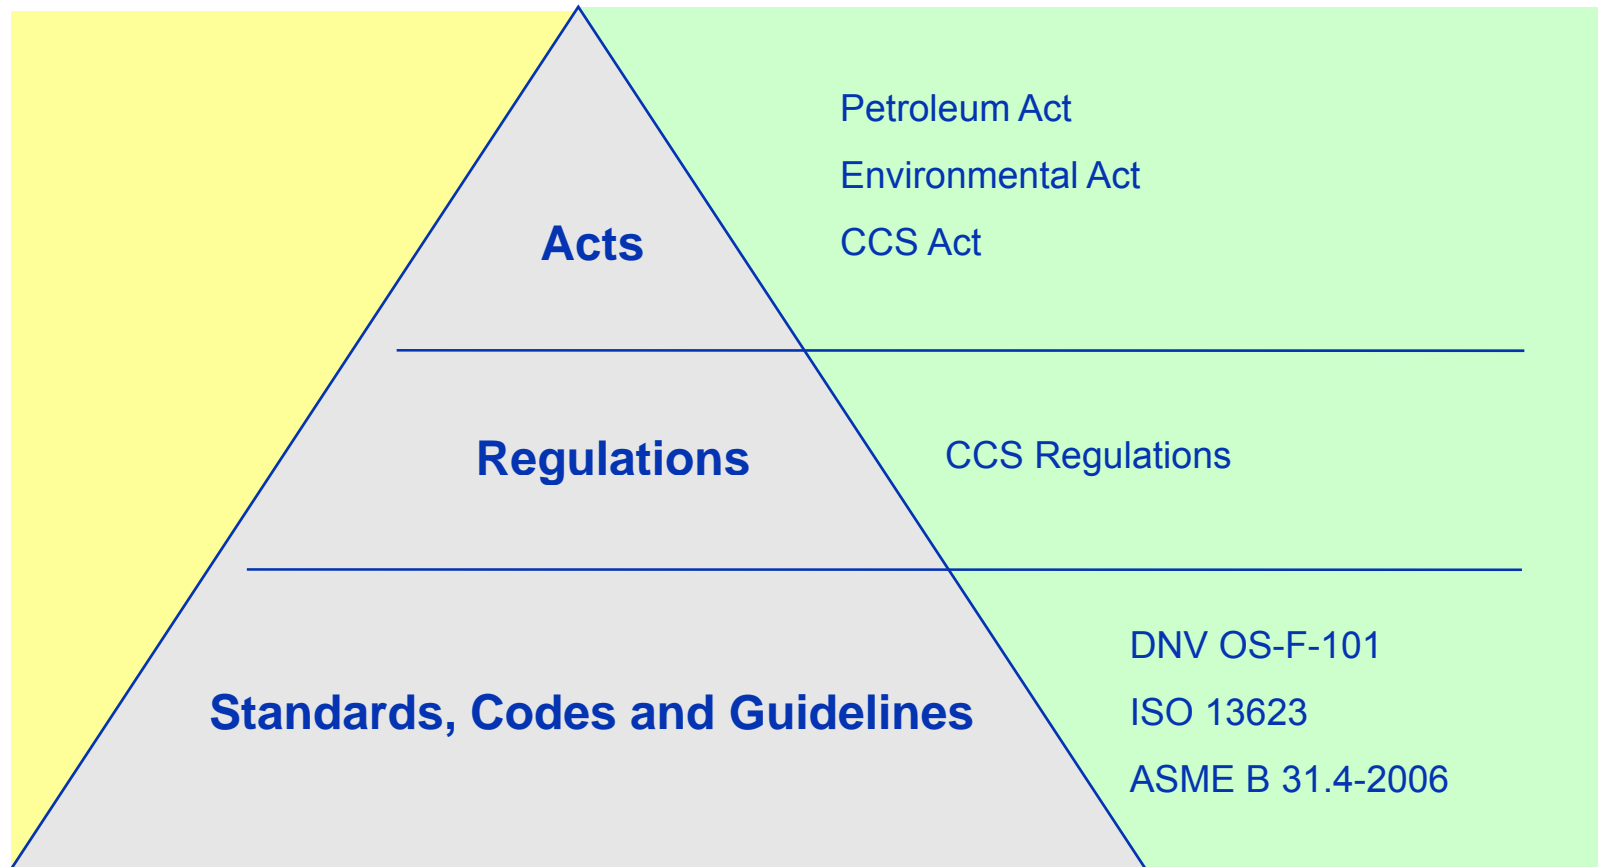 Petroleum Act
Environmental Act
Acts
CCS Act
Regulations
CCS Regulations
DNV OS-F-101
Standards, Codes and Guidelines
ISO 13623
ASME B 31.4-2006